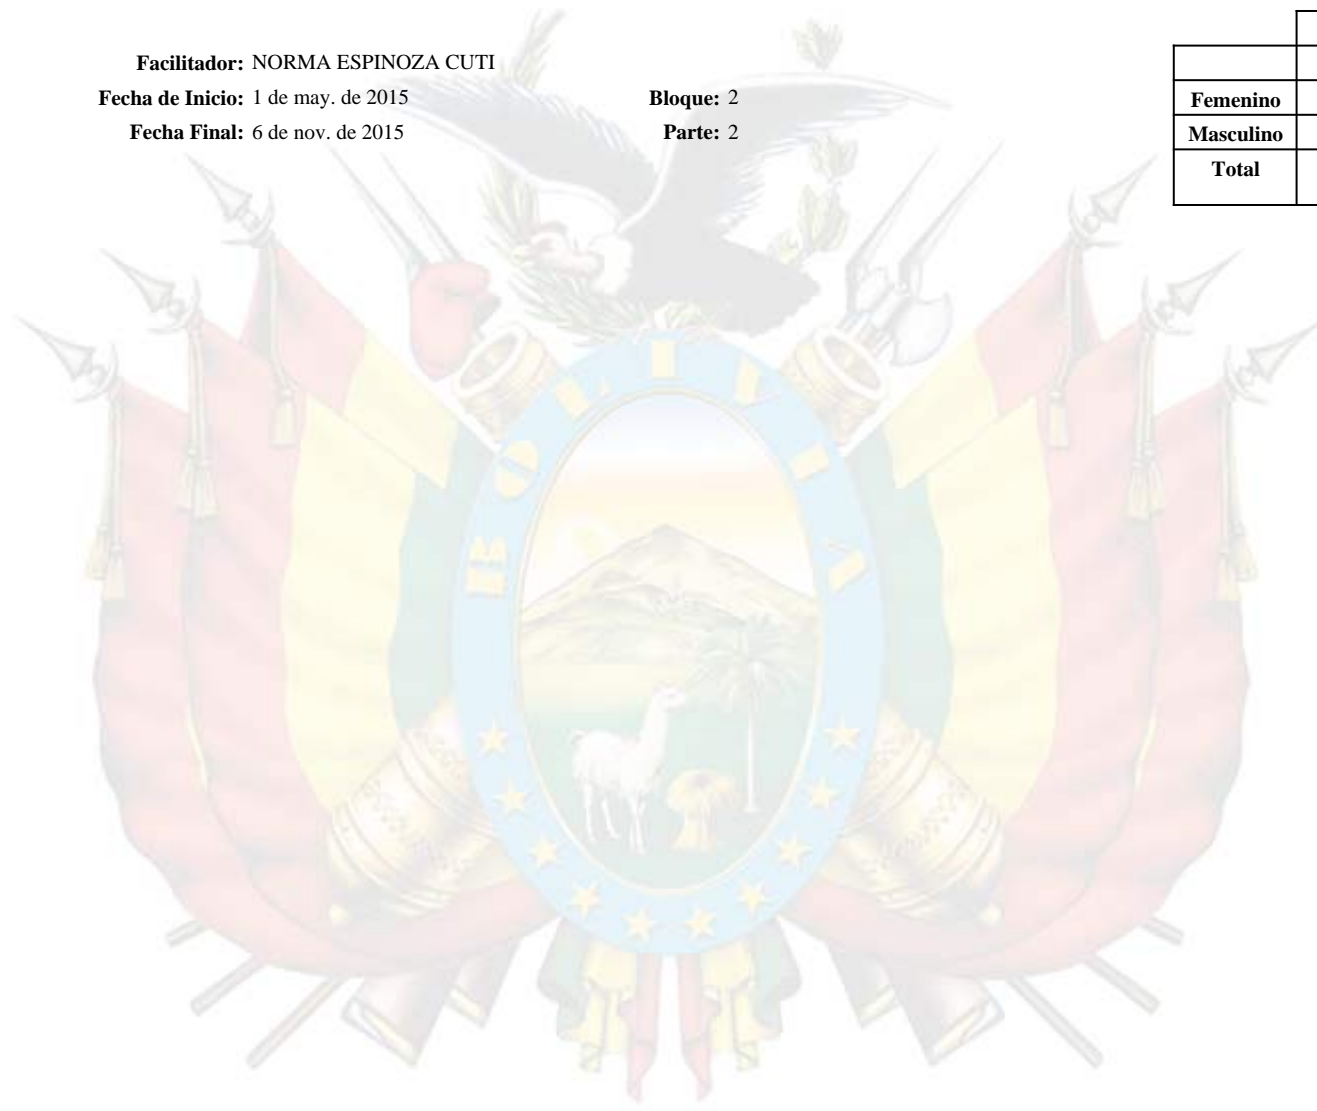 Facilitador: NORMA ESPINOZA CUTI
Fecha de Inicio: 1 de may. de 2015 Bloque: 2
Fecha Final: 6 de nov. de 2015 Parte: 2
Femenino
Masculino
Total
BOLIVIA